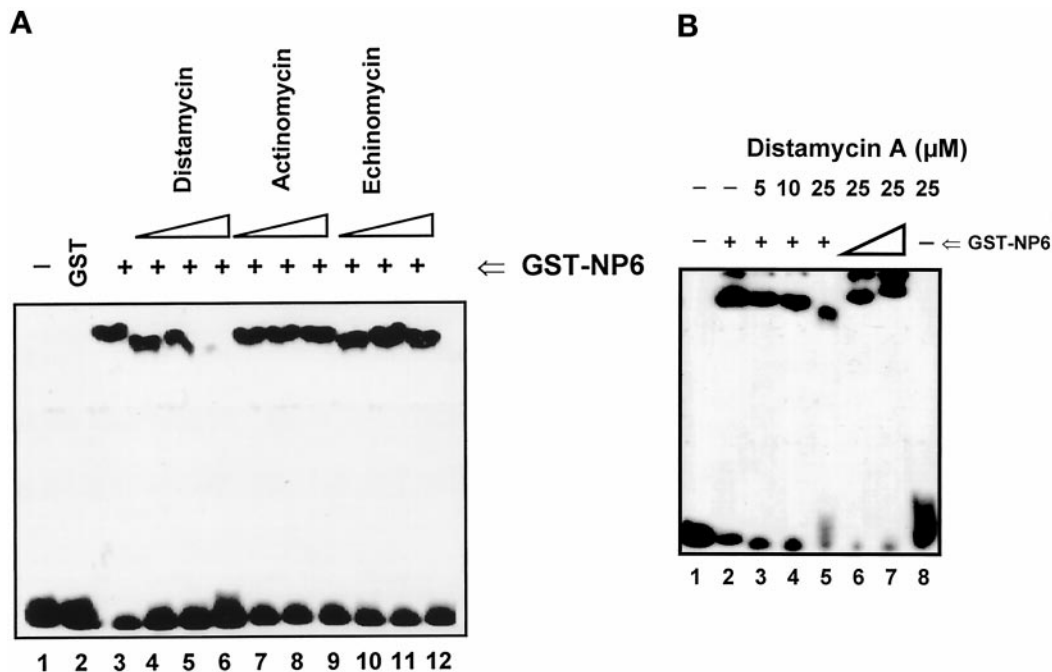 A
Distamycin
Actinomycin
Echinomycin
– GST + + + + + + + + + + ⇐ GST-NP6
1 2 3 4 5 6 7 8 9 10 11 12
B
Distamycin A (µM)
– – 5 10 25 25 25 25
– + + + + – ⇐ GST-NP6
1 2 3 4 5 6 7 8